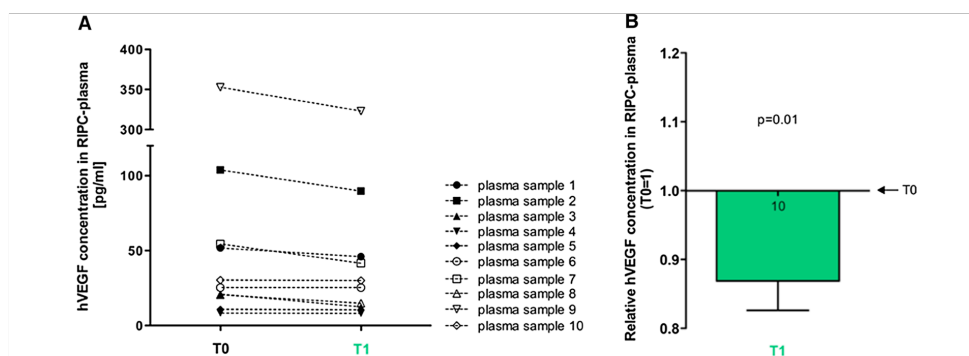 A
hVEGF concentration in RIPC-plasma
[pg/ml]
400
350
300
100
50
0
T0
T1
plasma sample 1
plasma sample 2
plasma sample 3
plasma sample 4
plasma sample 5
plasma sample 6
plasma sample 7
plasma sample 8
plasma sample 9
plasma sample 10
B
Relative hVEGF concentration in RIPC-plasma
(T0=1)
1.2
1.1
1.0
0.9
0.8
p=0.01
10
T0
T1